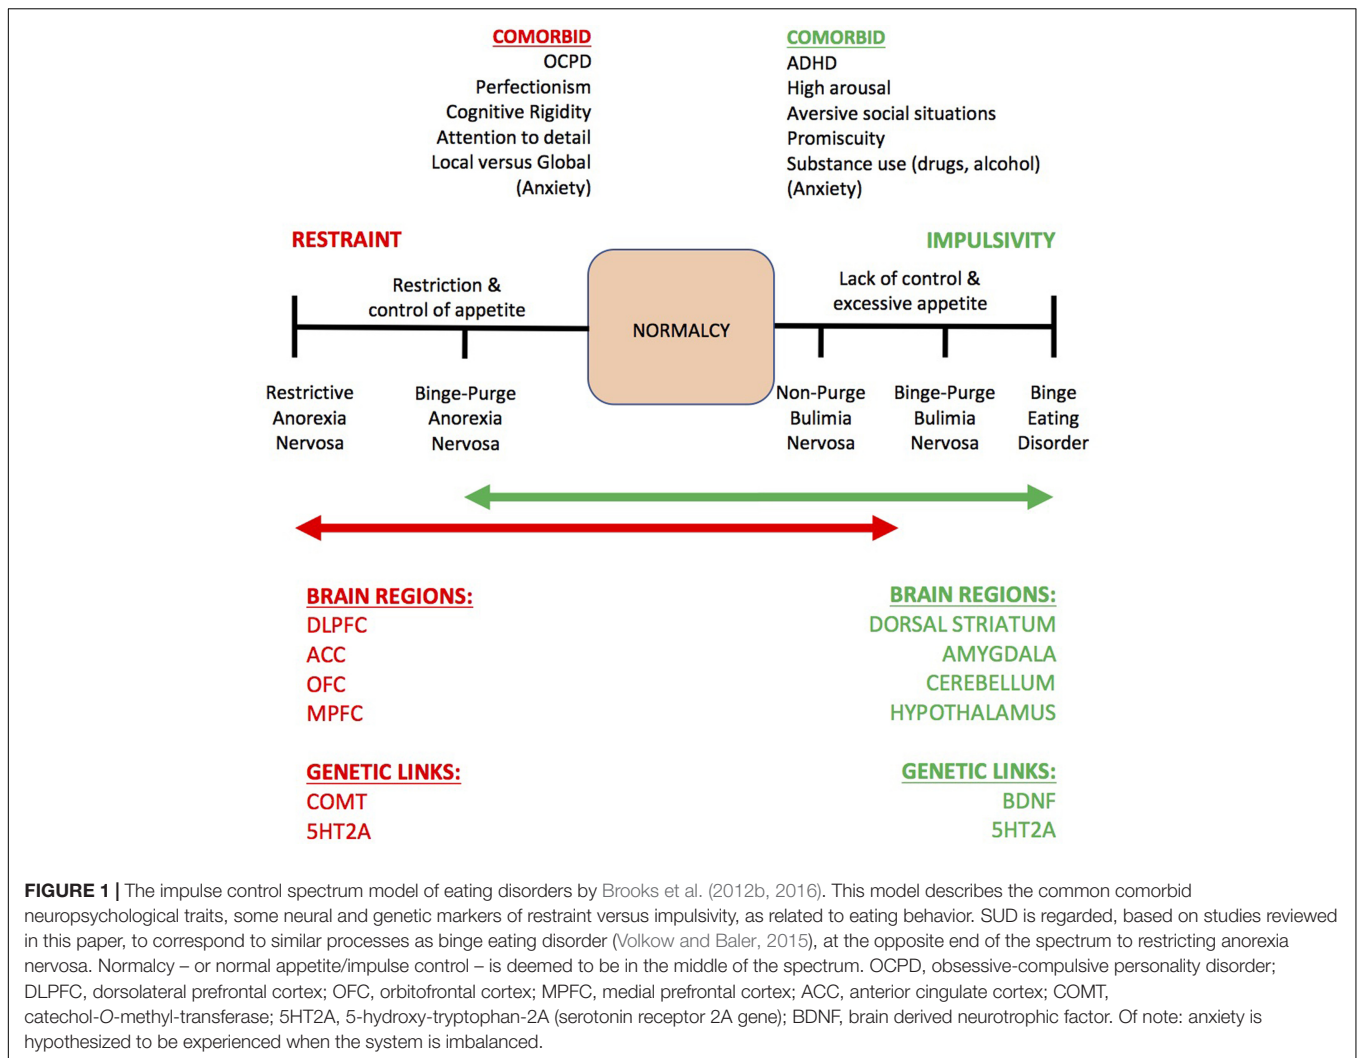 COMORBID
OCPD
Perfectionism
Cognitive Rigidity
Attention to detail
Local versus Global
(Anxiety)
COMORBID
ADHD
High arousal
Aversive social situations
Promiscuity
Substance use (drugs, alcohol)
(Anxiety)
RESTRAINT
IMPULSIVITY
Restriction &
control of appetite
NORMALCY
Lack of control &
excessive appetite
Restrictive
Anorexia
Nervosa
Binge-Purge
Anorexia
Nervosa
Non-Purge
Bulimia
Nervosa
Binge-Purge
Bulimia
Nervosa
Binge
Eating
Disorder
BRAIN REGIONS:
DLPFC
ACC
OFC
MPFC
BRAIN REGIONS:
DORSAL STRIATUM
AMYGDALA
CEREBELLUM
HYPOTHALAMUS
GENETIC LINKS:
COMT
5HT2A
GENETIC LINKS:
BDNF
5HT2A
FIGURE 1 | The impulse control spectrum model of eating disorders by Brooks et al. (2012b, 2016). This model describes the common comorbid
neuropsychological traits, some neural and genetic markers of restraint versus impulsivity, as related to eating behavior. SUD is regarded, based on studies reviewed
in this paper, to correspond to similar processes as binge eating disorder (Volkow and Baler, 2015), at the opposite end of the spectrum to restricting anorexia
nervosa. Normalcy – or normal appetite/impulse control – is deemed to be in the middle of the spectrum. OCPD, obsessive-compulsive personality disorder;
DLPFC, dorsolateral prefrontal cortex; OFC, orbitofrontal cortex; MPFC, medial prefrontal cortex; ACC, anterior cingulate cortex; COMT,
catechol-O-methyl-transferase; 5HT2A, 5-hydroxy-tryptophan-2A (serotonin receptor 2A gene); BDNF, brain derived neurotrophic factor. Of note: anxiety is
hypothesized to be experienced when the system is imbalanced.